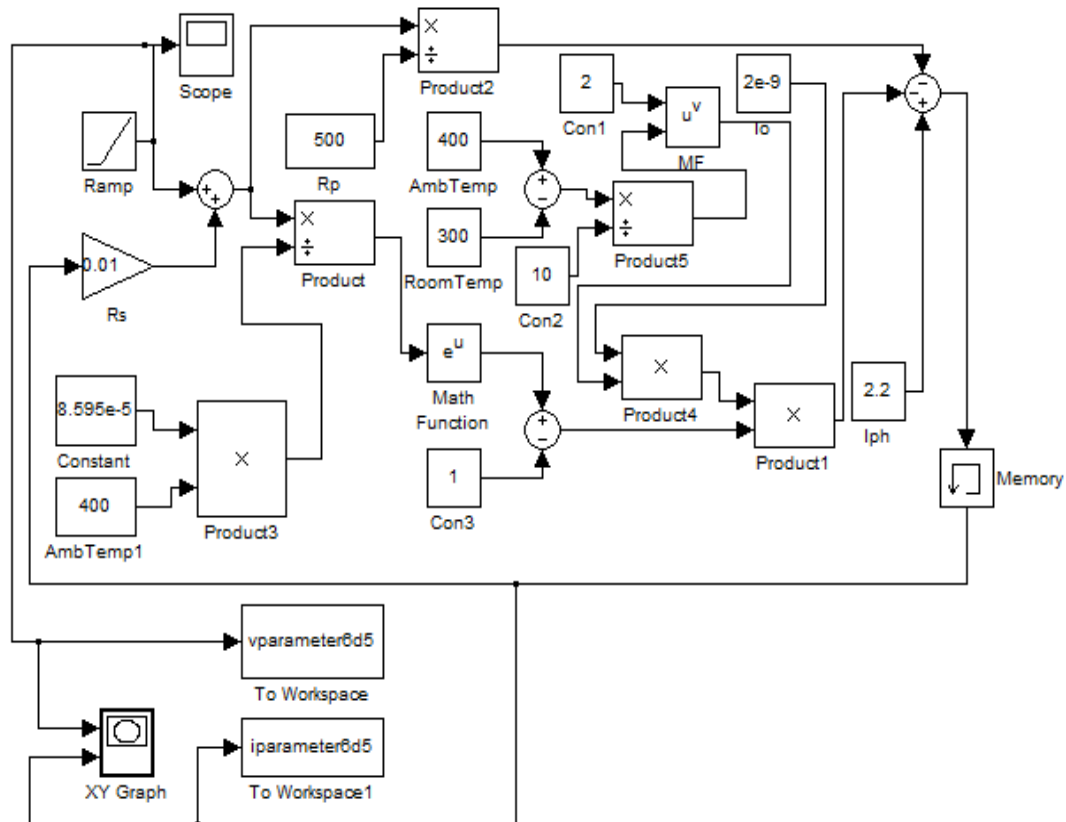 ×
÷
Product2
Scope
2
Con1
u^v
MF
2e-9
Io
-
-
+
Ramp
500
Rp
400
AmbTemp
+
+
+
-
×
÷
Product5
×
÷
Product
300
RoomTemp
10
Con2
0.01
Rs
e^u
Math
Function
×
Product4
2.2
Iph
8.595e-5
Constant
+
-
×
Product1
×
Product3
1
Con3
Memory
400
AmbTemp1
vparameter6d5
To Workspace
iparameter6d5
To Workspace1
XY Graph